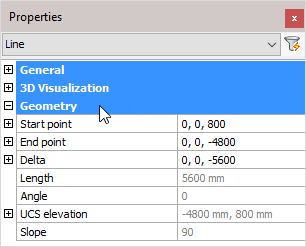 Properties
x
Line
General
3D Visualization
Geometry
Start point 0, 0, 800
End point 0, 0, -4800
Delta 0, 0, -5600
Length 5600 mm
Angle 0
UCS elevation -4800 mm, 800 mm
Slope 90